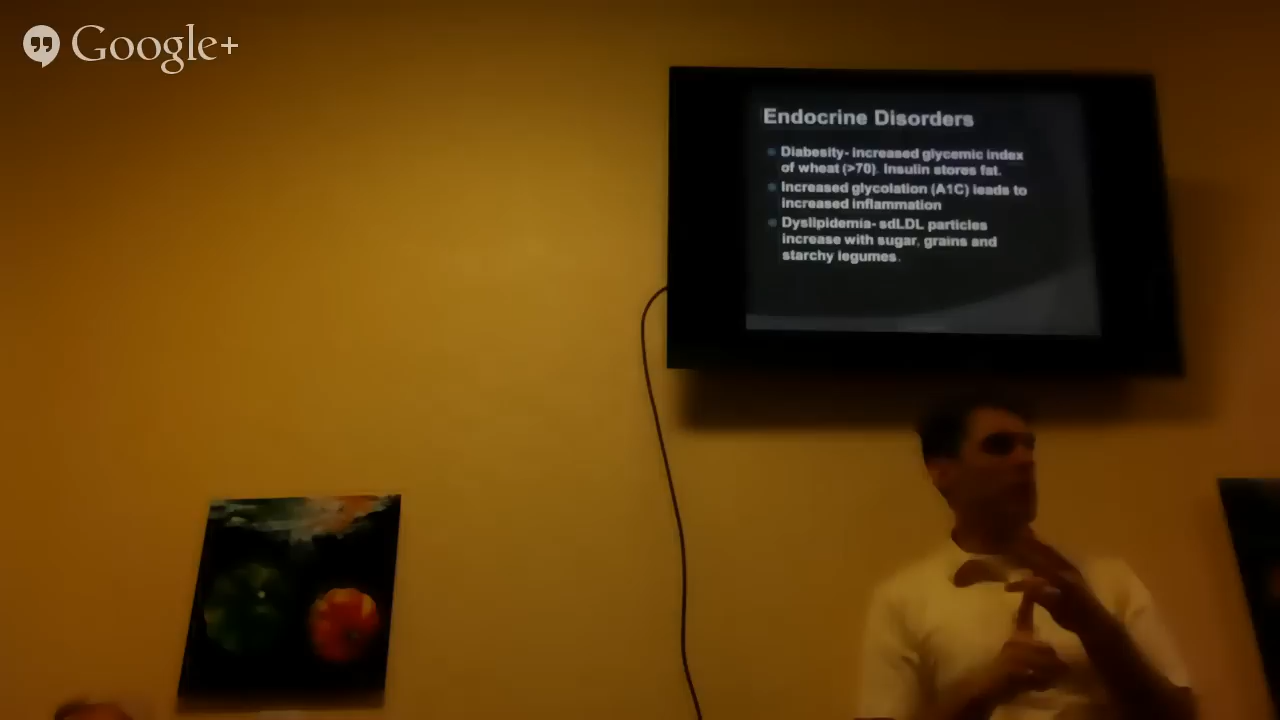 Google+
Endocrine Disorders
Diabesity- increased glycemic index
of wheat (>70). Insulin stores fat.
Increased glycolation (A1C) leads to
increased inflammation
Dyslipidemia- sdLDL particles
increase with sugar, grains and
starchy legumes.